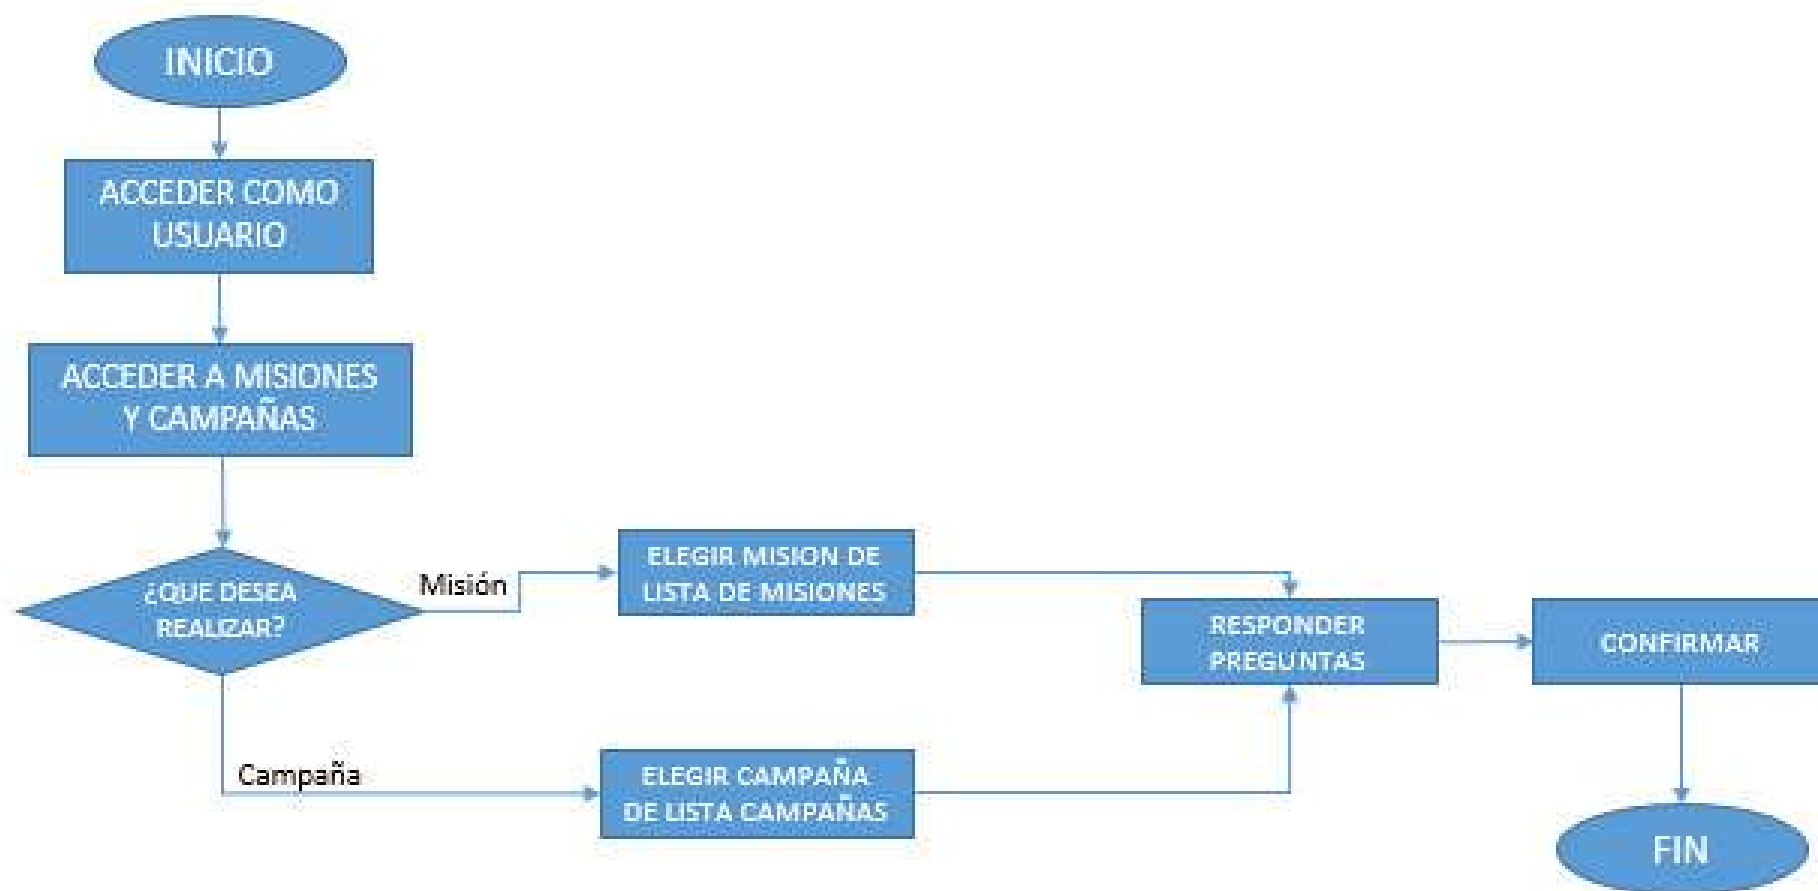 INICIO
ACCEDER COMO
USUARIO
ACCEDER A MISIONES
Y CAMPAÑAS
¿QUE DESEA
REALIZAR?
Misión
ELEGIR MISION DE
LISTA DE MISIONES
Campaña
ELEGIR CAMPAÑA
DE LISTA CAMPAÑAS
RESPONDER
PREGUNTAS
CONFIRMAR
FIN